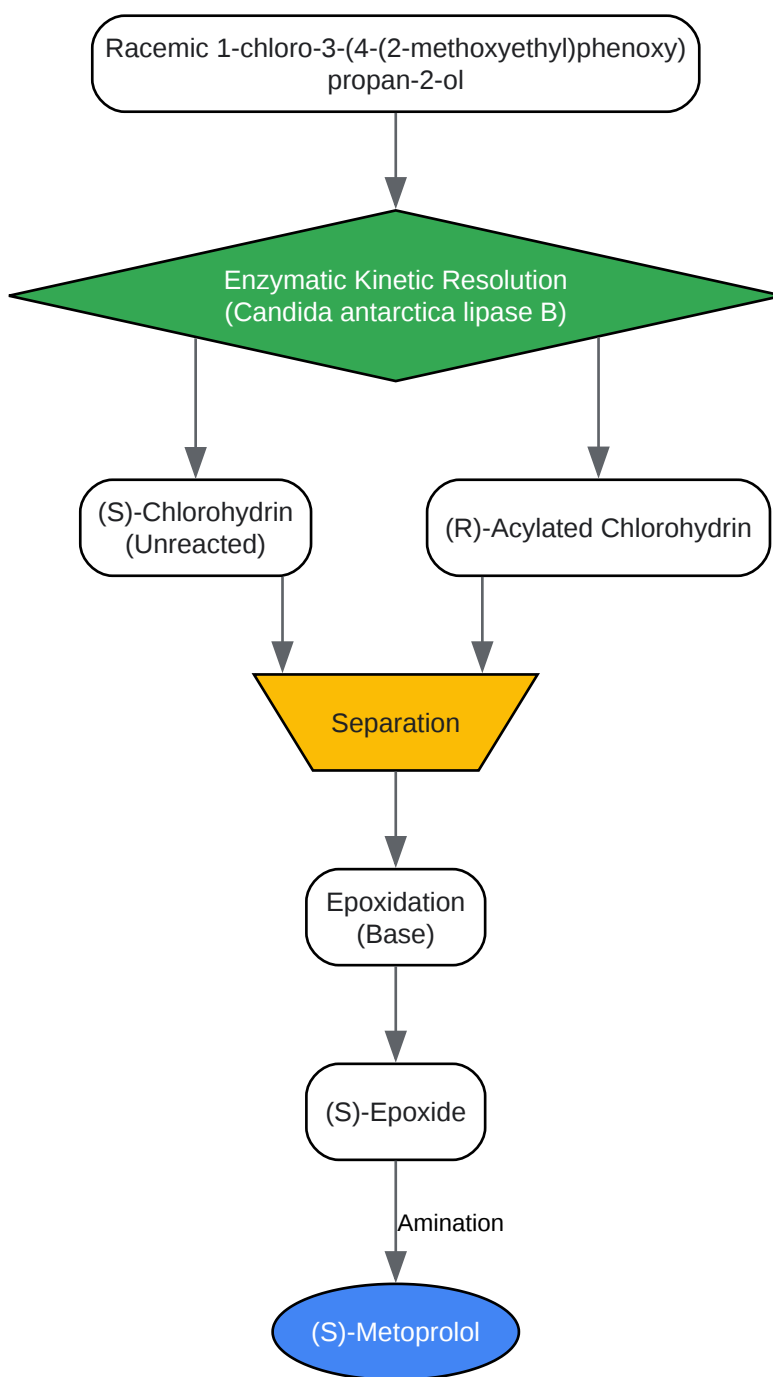 Racemic 1-chloro-3-(4-(2-methoxyethyl)phenoxy)
propan-2-ol
Enzymatic Kinetic Resolution
(Candida antarctica lipase B)
(S)-Chlorohydrin
(Unreacted)
(R)-Acylated Chlorohydrin
Separation
Epoxidation
(Base)
(S)-Epoxide
Amination
(S)-Metoprolol